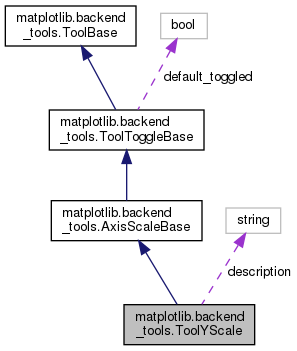 matplotlib.backend
_tools.ToolBase
bool
default_toggled
matplotlib.backend
_tools.ToolToggleBase
matplotlib.backend
_tools.AxisScaleBase
string
description
matplotlib.backend
_tools.ToolYScale